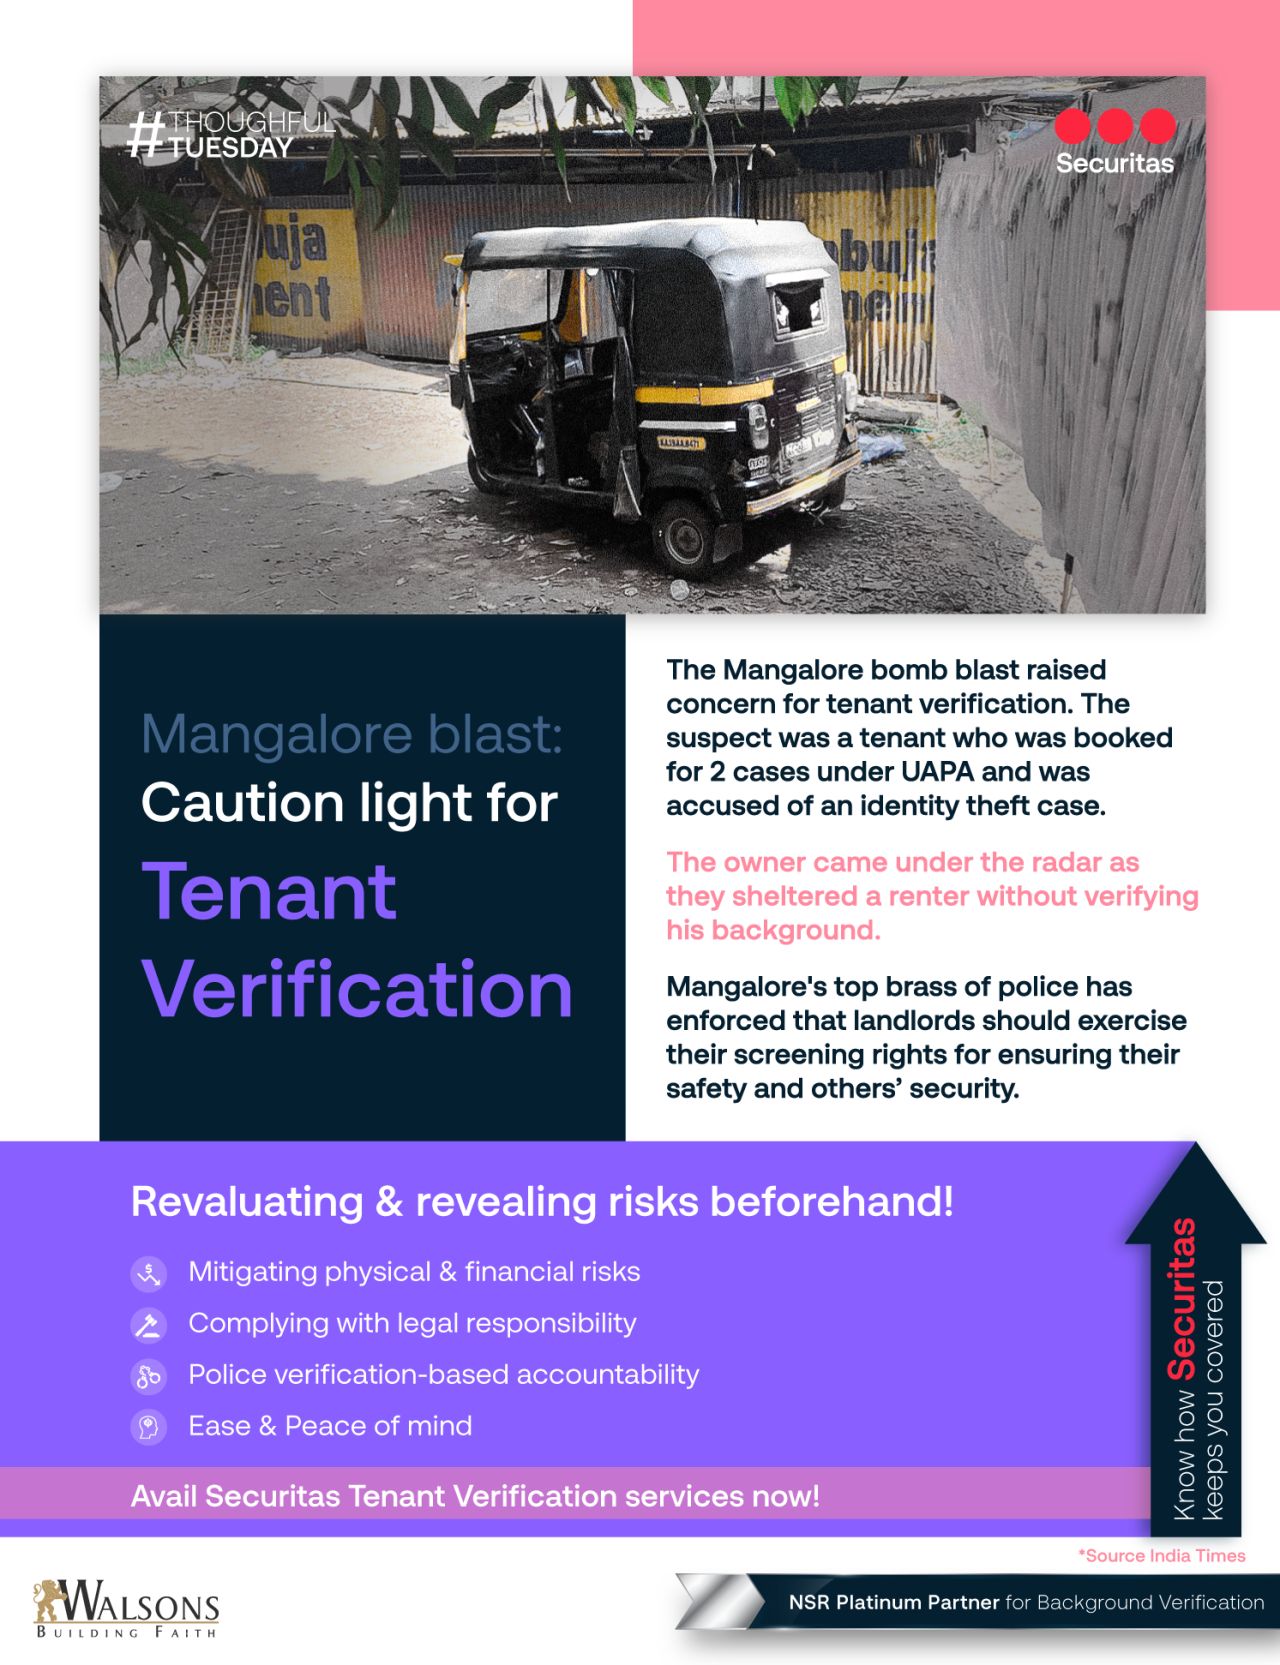 #THOUGHFUL
TUESDAY
Securitas
uja
ent
buja
men
KA19AA8471
Mangalore blast:
Caution light for
Tenant
Verification
The Mangalore bomb blast raised
concern for tenant verification. The
suspect was a tenant who was booked
for 2 cases under UAPA and was
accused of an identity theft case.
The owner came under the radar as
they sheltered a renter without verifying
his background.
Mangalore's top brass of police has
enforced that landlords should exercise
their screening rights for ensuring their
safety and others’ security.
Revaluating & revealing risks beforehand!
Mitigating physical & financial risks
Complying with legal responsibility
Police verification-based accountability
Ease & Peace of mind
Avail Securitas Tenant Verification services now!
Know how Securitas
keeps you covered
*Source India Times
WALSONS
BUILDING FAITH
NSR Platinum Partner for Background Verification